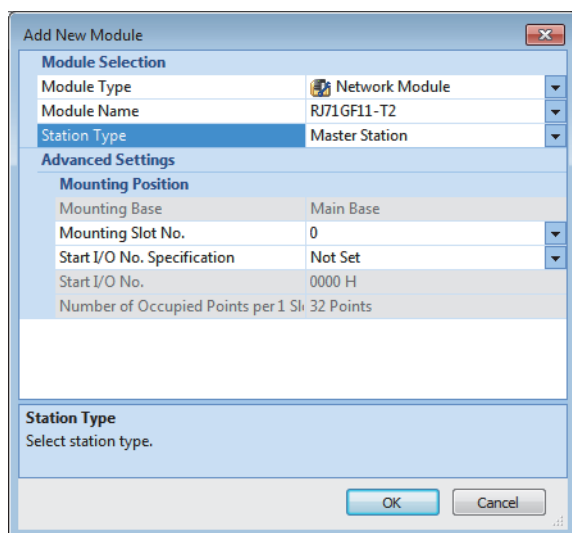 Add New Module
Module Selection
Module Type Network Module
Module Name RJ71GF11-T2
Station Type Master Station
Advanced Settings
Mounting Position
Mounting Base Main Base
Mounting Slot No. 0
Start I/O No. Specification Not Set
Start I/O No. 0000 H
Number of Occupied Points per 1 Sl 32 Points
Station Type
Select station type.
OK Cancel